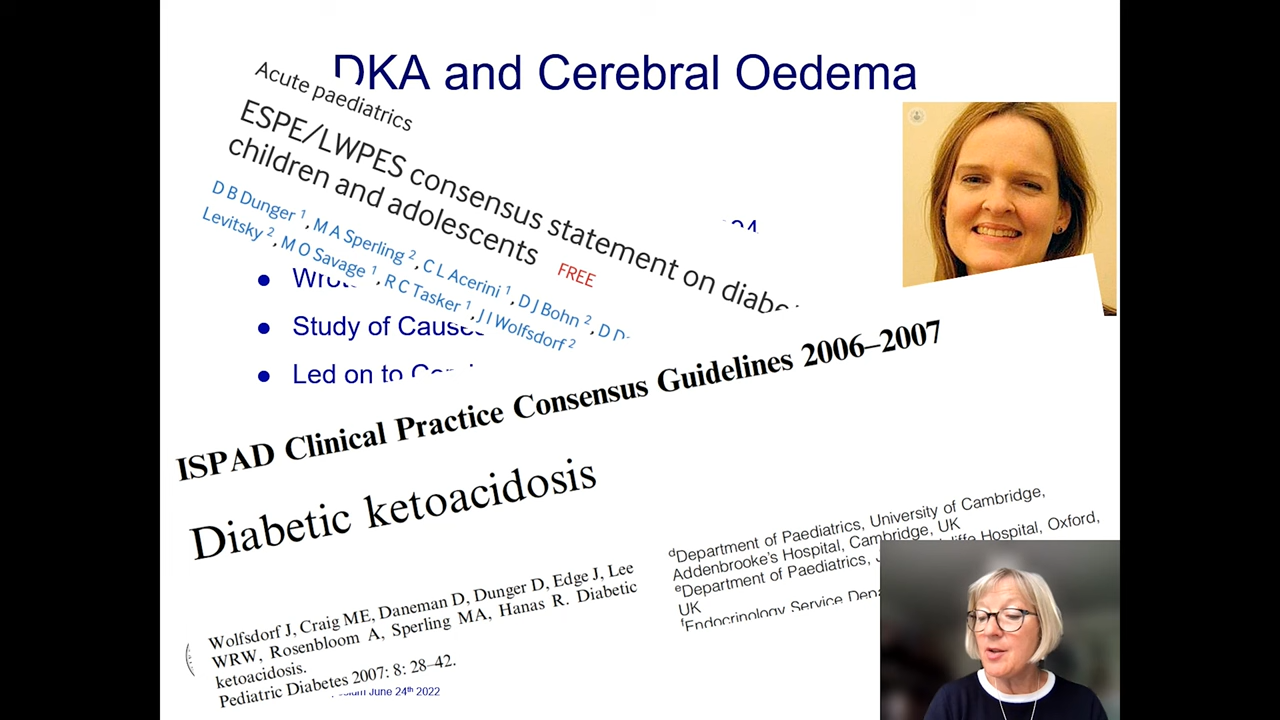 DKA and Cerebral Oedema
Acute paediatrics
ESPE/LWPES consensus statement on
children and adolescents FREE
D B Dunger 1, M A Sperling 2, C L Acerini 1, D J Bohn 2, D
Levitsky 2, M O Savage 1, R C Tasker 1, J I Wolfsdorf 2
● Wrote
● Study of Causes
● Led on to
ISPAD Clinical Practice Consensus Guidelines 2006–2007
Diabetic ketoacidosis
Wolfsdorf J, Craig ME, Daneman D, Dunger D, Edge J, Lee
WRW, Rosenbloom A, Sperling MA, Hanas R. Diabetic
ketoacidosis.
Pediatric Diabetes 2007: 8: 28–42.
dDepartment of Paediatrics, University of Cambridge,
Addenbrooke's Hospital, Cambridge, UK
eDepartment of Paediatrics, Hospital, Oxford,
UK
fEndocrinology Service
June 24th 2022